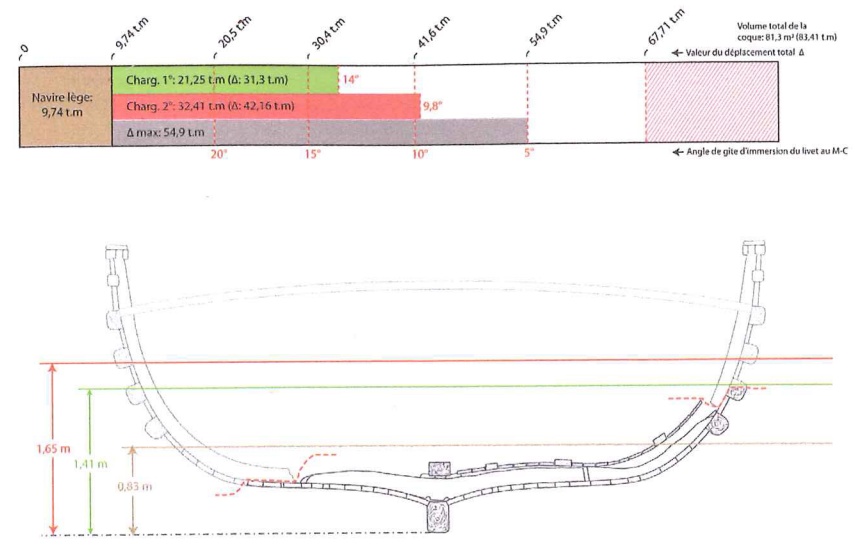 0
9,74 t.m
20,5 t.m
30,4 t.m
41,6 t.m
54,9 t.m
67,71 t.m
Volume total de la
coque: 81,3 m³ (83,41 t.m)
Valeur du déplacement total Δ
Navire lège:
9,74 t.m
Charg. 1°: 21,25 t.m (Δ: 31,3 t.m)
14°
Charg. 2°: 32,41 t.m (Δ: 42,16 t.m)
9,8°
Δ max: 54,9 t.m
20°
15°
10°
5°
Angle de gîte d'immersion du livet au M-C
1,65 m
1,41 m
0,83 m